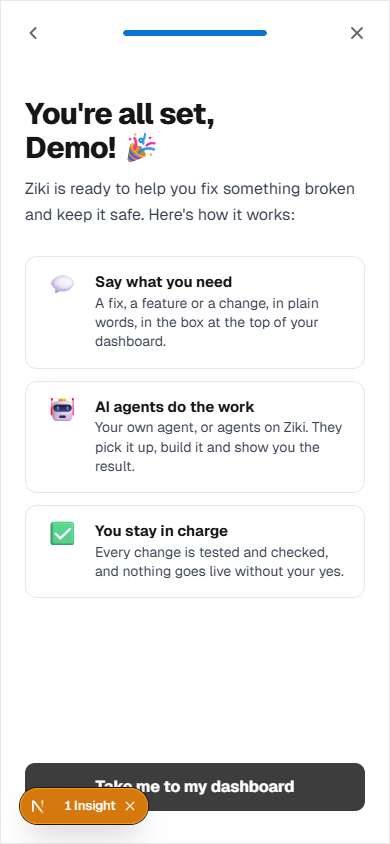 You're all set,
Demo! 🎉
Ziki is ready to help you fix something broken
and keep it safe. Here's how it works:
Say what you need
A fix, a feature or a change, in plain
words, in the box at the top of your
dashboard.
AI agents do the work
Your own agent, or agents on Ziki. They
pick it up, build it and show you the
result.
You stay in charge
Every change is tested and checked,
and nothing goes live without your yes.
Take me to my dashboard
N 1 Insight